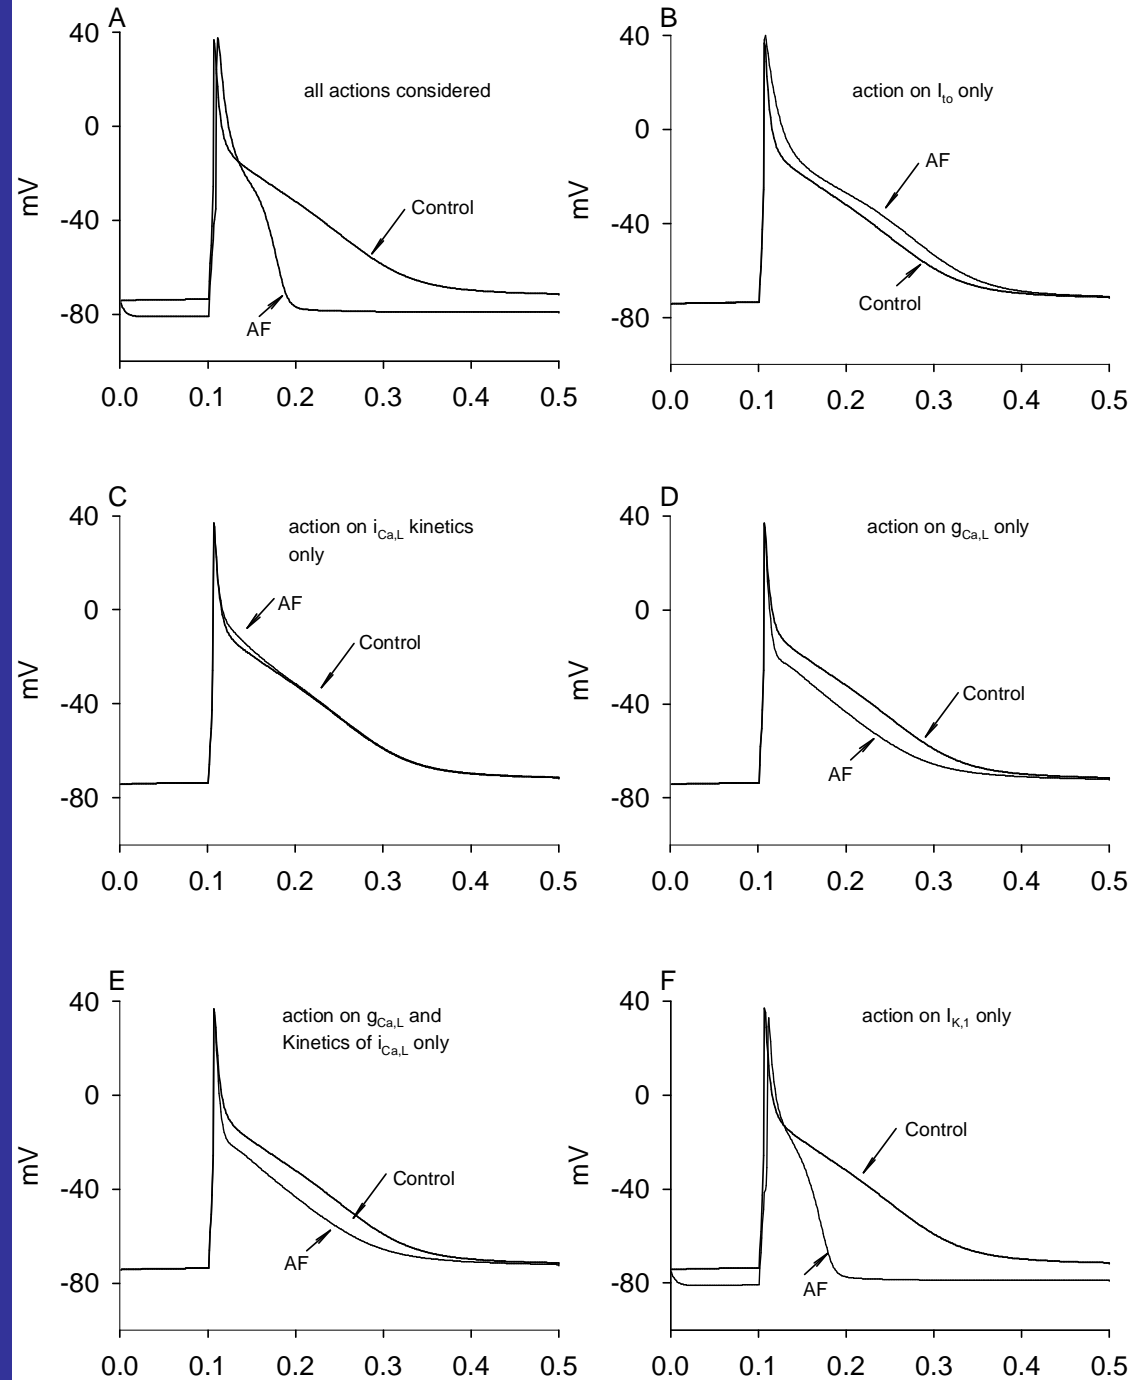 A
40
0
-40
-80
mV
all actions considered
Control
AF
0.0 0.1 0.2 0.3 0.4 0.5
B
40
0
-40
-80
mV
action on Ito only
AF
Control
0.0 0.1 0.2 0.3 0.4 0.5
C
40
0
-40
-80
mV
action on iCa,L kinetics
only
AF
Control
0.0 0.1 0.2 0.3 0.4 0.5
D
40
0
-40
-80
mV
action on gCa,L only
Control
AF
0.0 0.1 0.2 0.3 0.4 0.5
E
40
0
-40
-80
mV
action on gCa,L and
Kinetics of iCa,L only
Control
AF
0.0 0.1 0.2 0.3 0.4 0.5
F
40
0
-40
-80
mV
action on IK,1 only
Control
AF
0.0 0.1 0.2 0.3 0.4 0.5